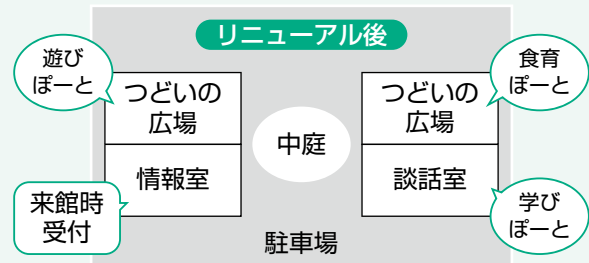 リニューアル後
遊び
ぽーと
つどいの
広場
情報室
来館時
受付
中庭
つどいの
広場
談話室
食育
ぽーと
学び
ぽーと
駐車場